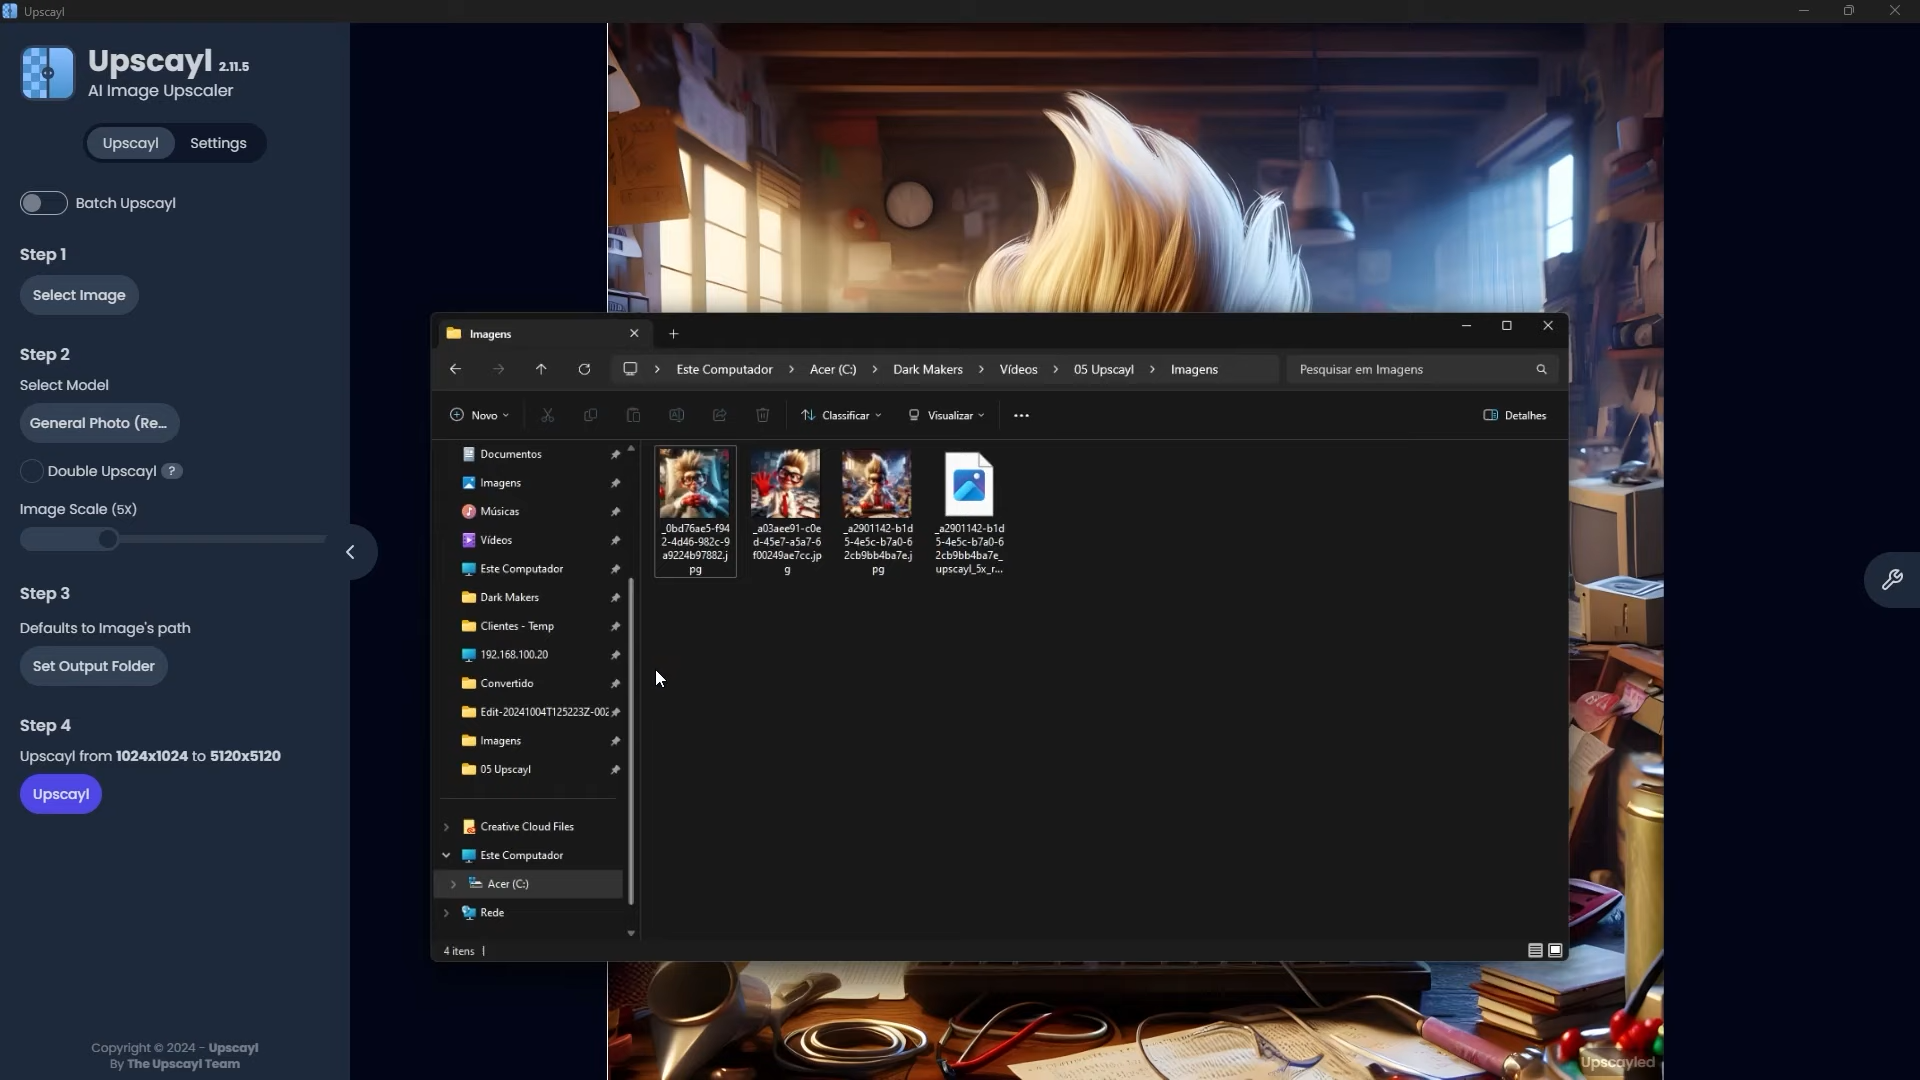 Upscayl
Upscayl 2.11.5
AI Image Upscaler
Upscayl
Settings
Batch Upscayl
Step 1
Select Image
Step 2
Select Model
General Photo (Re...
Double Upscayl ?
Image Scale (5X)
Step 3
Defaults to Image's path
Set Output Folder
Step 4
Upscayl from 1024x1024 to 5120x5120
Upscayl
Copyright © 2024 - Upscayl
By The Upscayl Team
Imagens
Este Computador
Acer (C:)
Dark Makers
Vídeos
05 Upscayl
Imagens
Pesquisar em Imagens
Novo
Classificar
Visualizar
Detalhes
Documentos
Imagens
Músicas
Vídeos
Este Computador
Dark Makers
Clientes - Temp
192.168.100.20
Convertido
Edit-20241004T125223Z-002
Imagens
05 Upscayl
Creative Cloud Files
Este Computador
Acer (C:)
Rede
_0bd76ae5-f94
2-4d46-982c-9
a9224b97882.j
pg
_a03aee91-c0e
d-45e7-a5a7-6
f00249ae7cc.jp
g
_a2901142-b1d
5-4e5c-b7a0-6
2cb9bb4ba7e.j
pg
_a2901142-b1d
5-4e5c-b7a0-6
2cb9bb4ba7e_
upscayl_5x_r...
4 itens
Upscayled